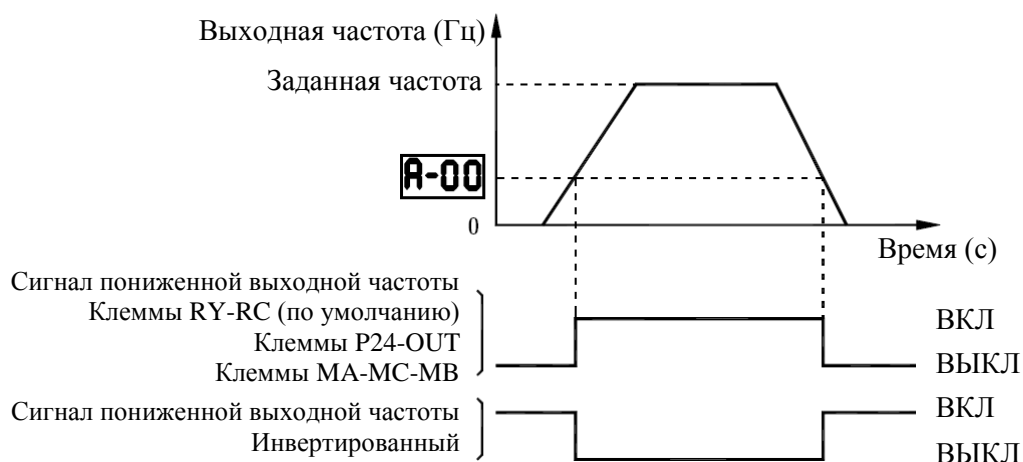 Выходная частота (Гц)
Заданная частота
A-00
0
Время (с)
Сигнал пониженной выходной частоты
Клеммы RY-RC (по умолчанию)
Клеммы P24-OUT
Клеммы MA-MC-MB
ВКЛ
ВЫКЛ
Сигнал пониженной выходной частоты
Инвертированный
ВКЛ
ВЫКЛ